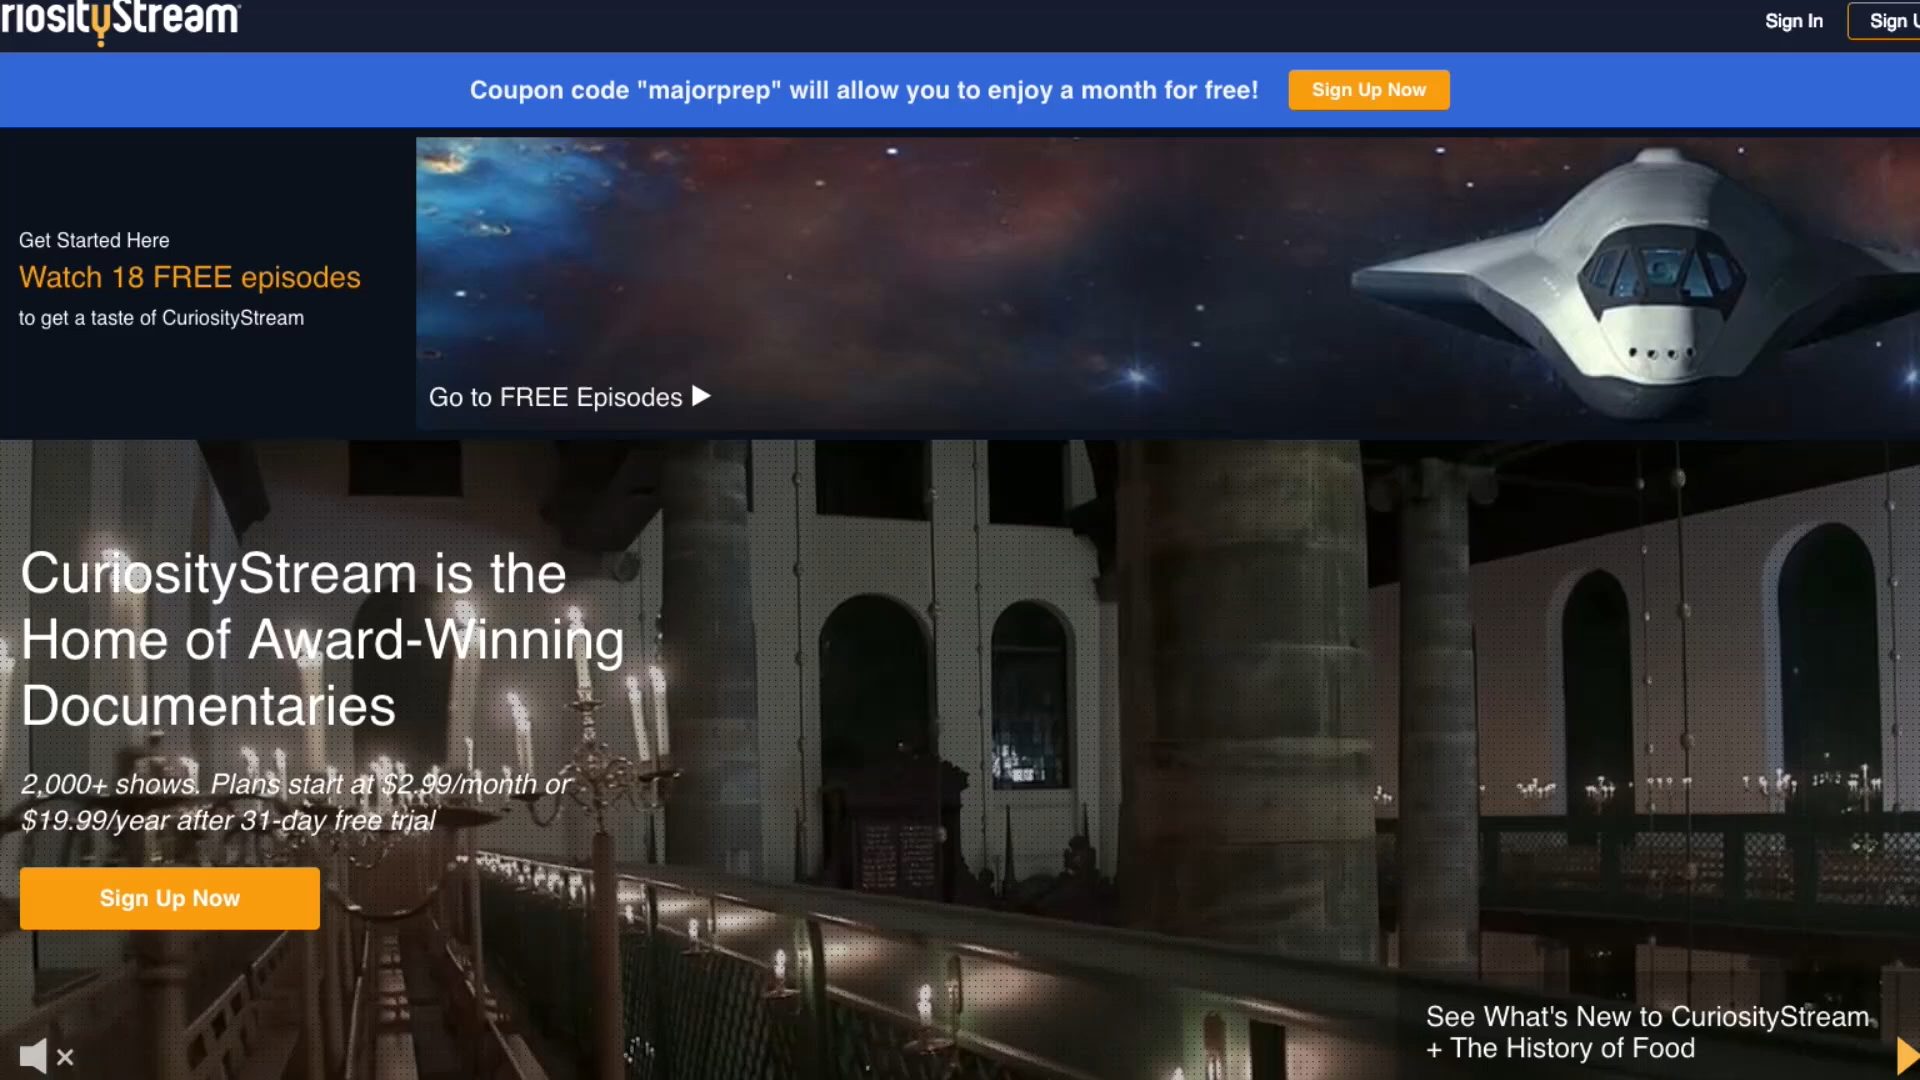 riosityStream
Sign In
Sign U
Coupon code "majorprep" will allow you to enjoy a month for free!
Sign Up Now
Get Started Here
Watch 18 FREE episodes
to get a taste of CuriosityStream
Go to FREE Episodes
CuriosityStream is the
Home of Award-Winning
Documentaries
2,000+ shows. Plans start at $2.99/month or
$19.99/year after 31-day free trial
Sign Up Now
See What's New to CuriosityStream
+ The History of Food